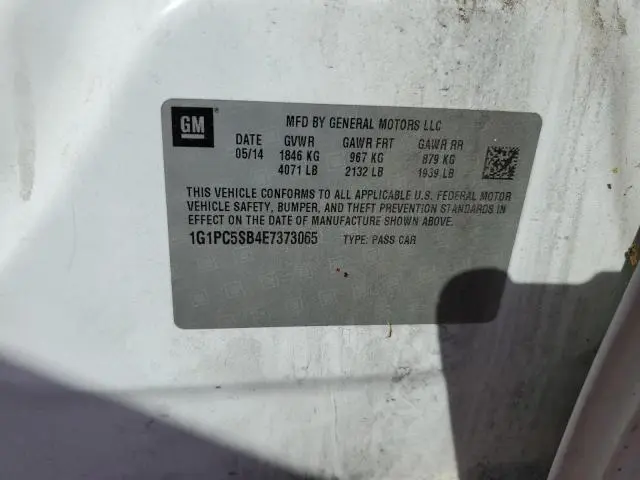 GM
MFD BY GENERAL MOTORS LLC
DATE GVWR GAWR FRT GAWR RR
05/14 1846 KG 967 KG 879 KG
4071 LB 2132 LB 1939 LB
THIS VEHICLE CONFORMS TO ALL APPLICABLE U.S. FEDERAL MOTOR
VEHICLE SAFETY, BUMPER, AND THEFT PREVENTION STANDARDS IN
EFFECT ON THE DATE OF MANUFACTURE SHOWN ABOVE.
1G1PC5SB4E7373065 TYPE: PASS CAR